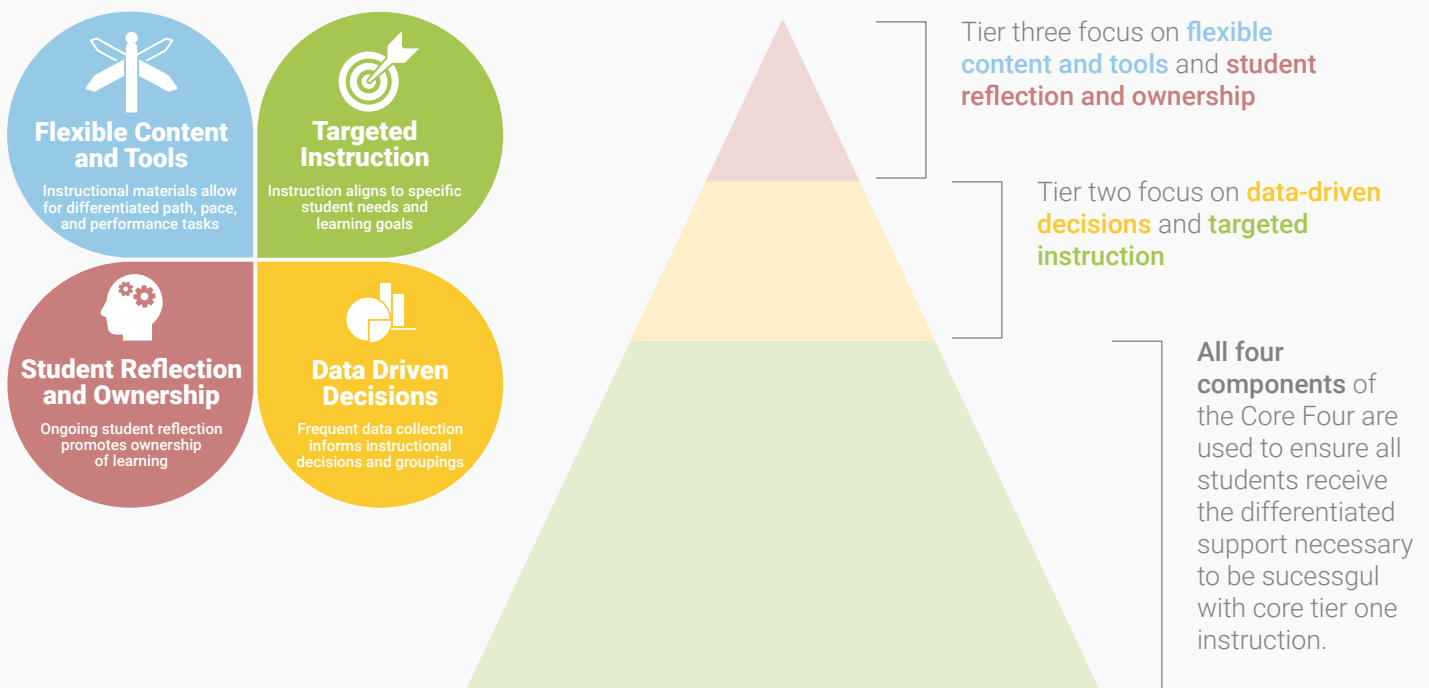 Flexible Content
and Tools
Instructional materials allow
for differentiated path, pace,
and performance tasks
Targeted
Instruction
Instruction aligns to specific
student needs and
learning goals
Student Reflection
and Ownership
Ongoing student reflection
promotes ownership
of learning
Data Driven
Decisions
Frequent data collection
informs instructional
decisions and groupings
Tier three focus on flexible
content and tools and student
reflection and ownership
Tier two focus on data-driven
decisions and targeted
instruction
All four
components of
the Core Four are
used to ensure all
students receive
the differentiated
support necessary
to be sucessgul
with core tier one
instruction.